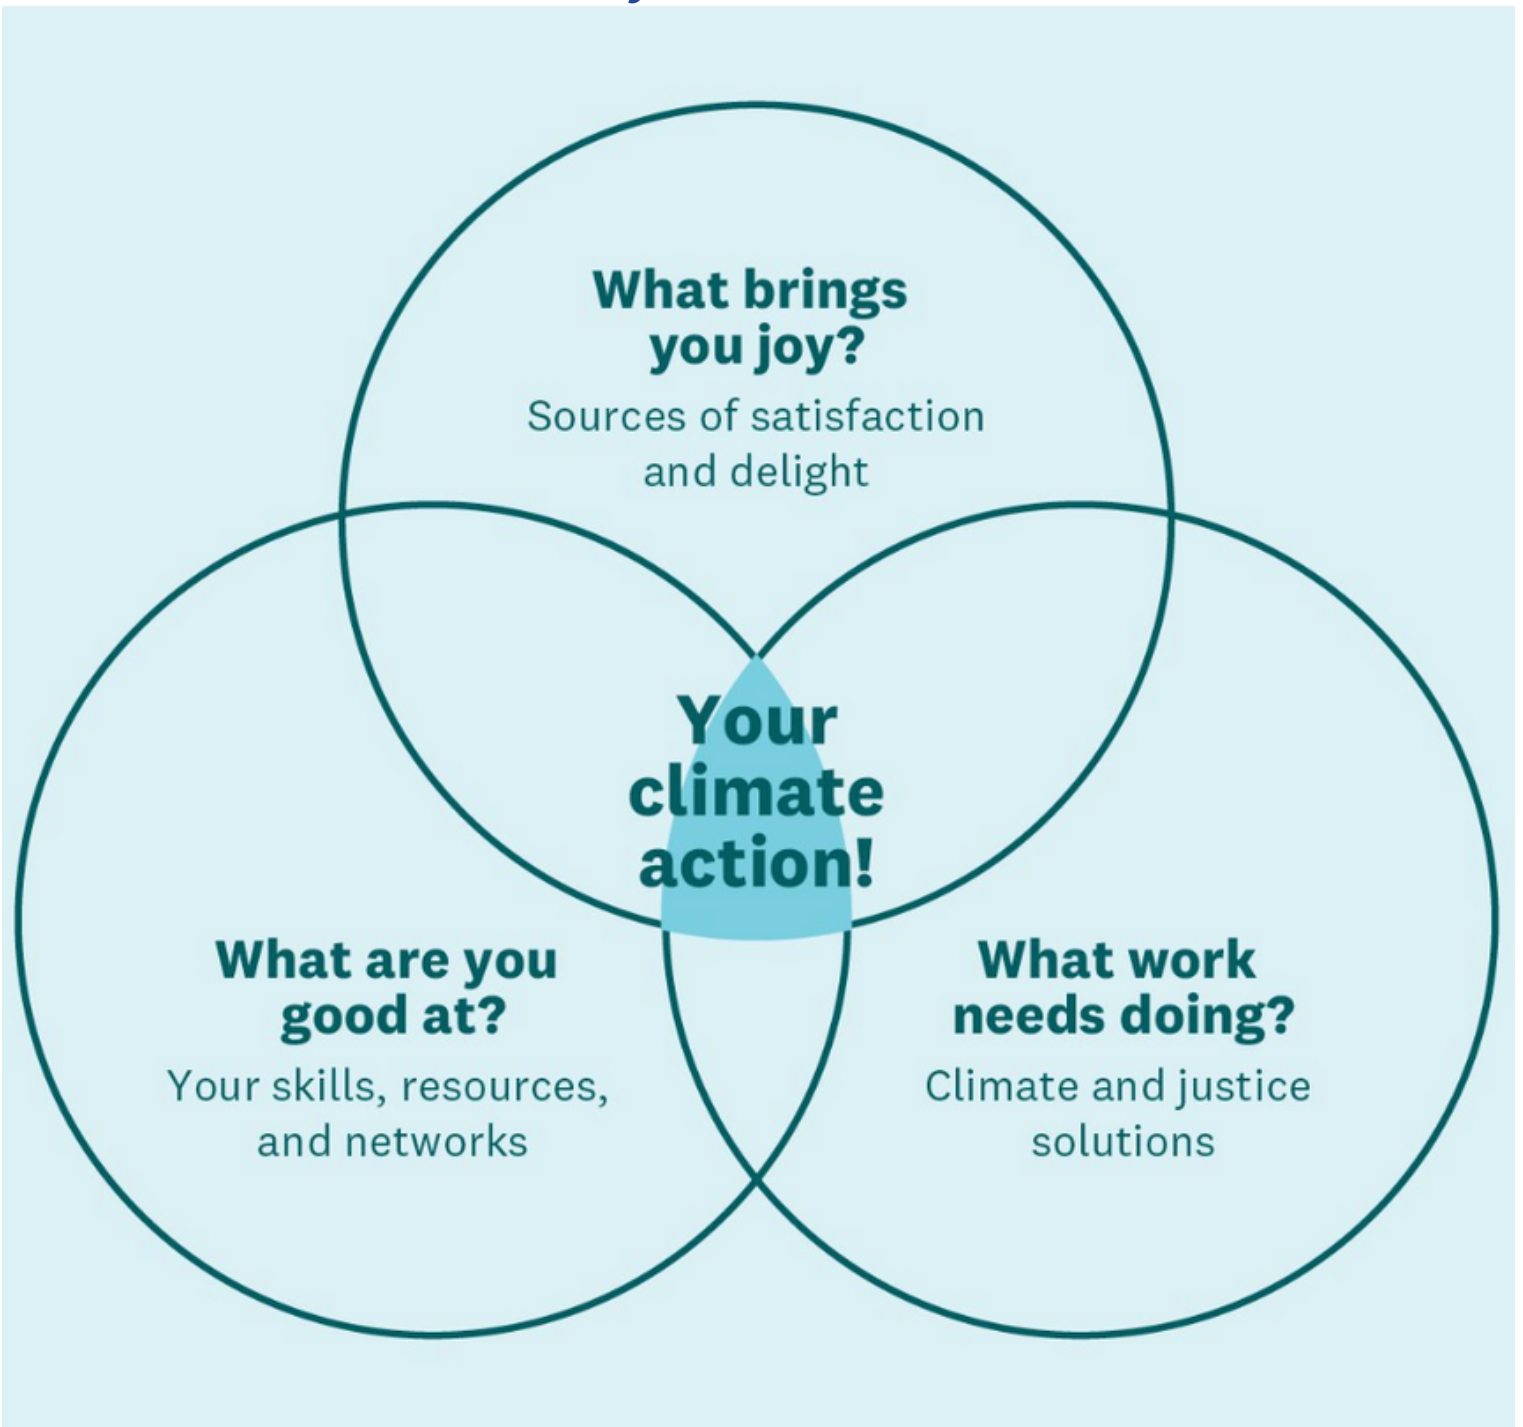 What brings
you joy?
Sources of satisfaction
and delight
Your
climate
action!
What are you
good at?
Your skills, resources,
and networks
What work
needs doing?
Climate and justice
solutions